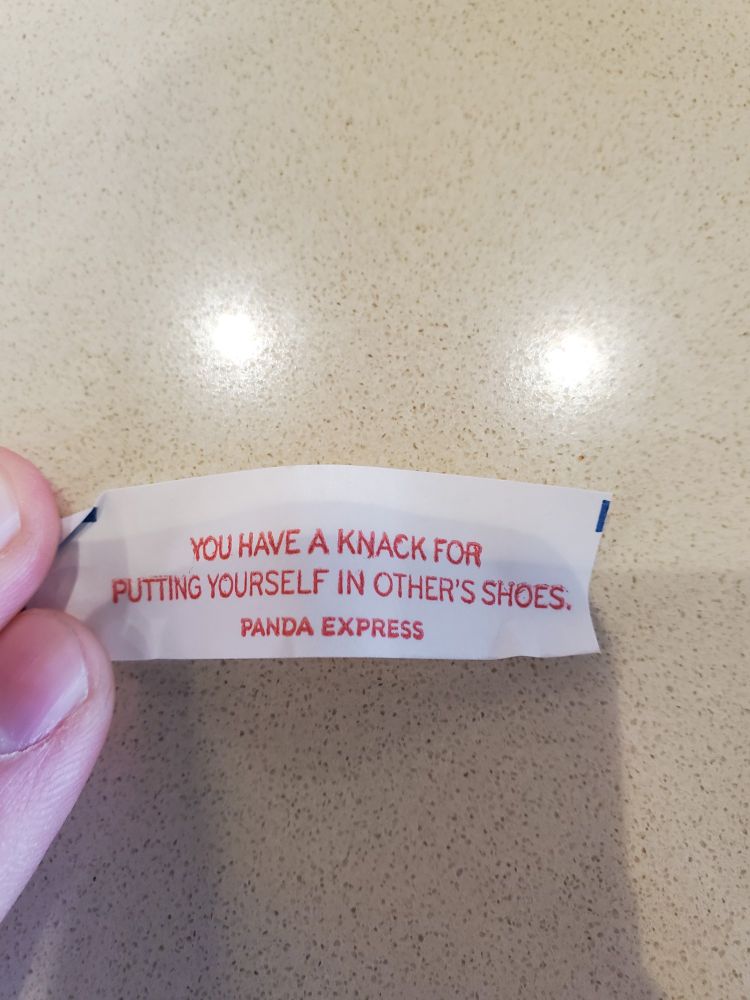 YOU HAVE A KNACK FOR
PUTTING YOURSELF IN OTHER'S SHOES.
PANDA EXPRESS